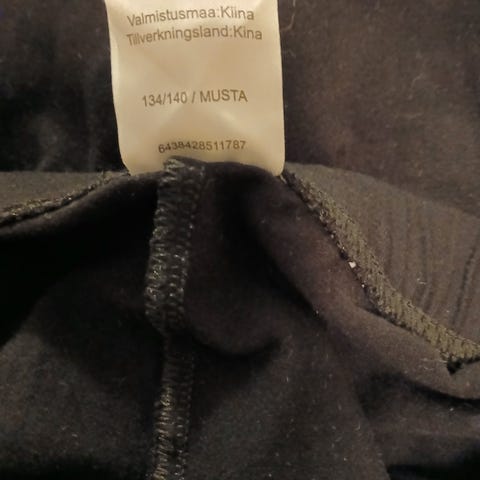 Valmistusmaa:Kiina
Tillverkningsland:Kina
134/140 / MUSTA
6438428511787